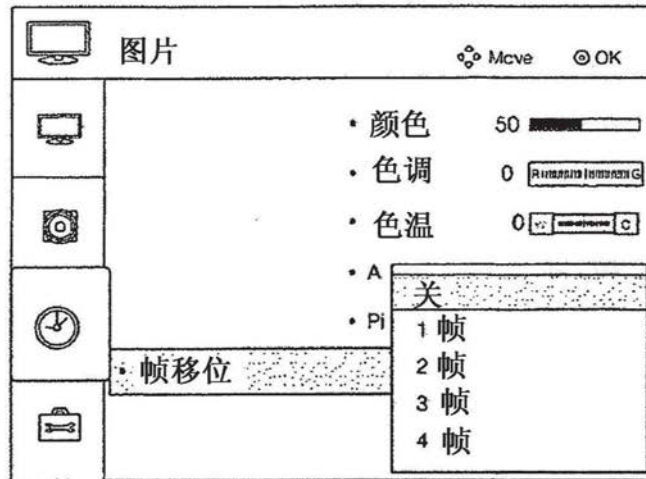 图片 Mcve OK
· 颜色 50
· 色调 0 R G
· 色温 0 C
· A
· Pi
关
1 帧
· 帧移位
2 帧
3 帧
4 帧